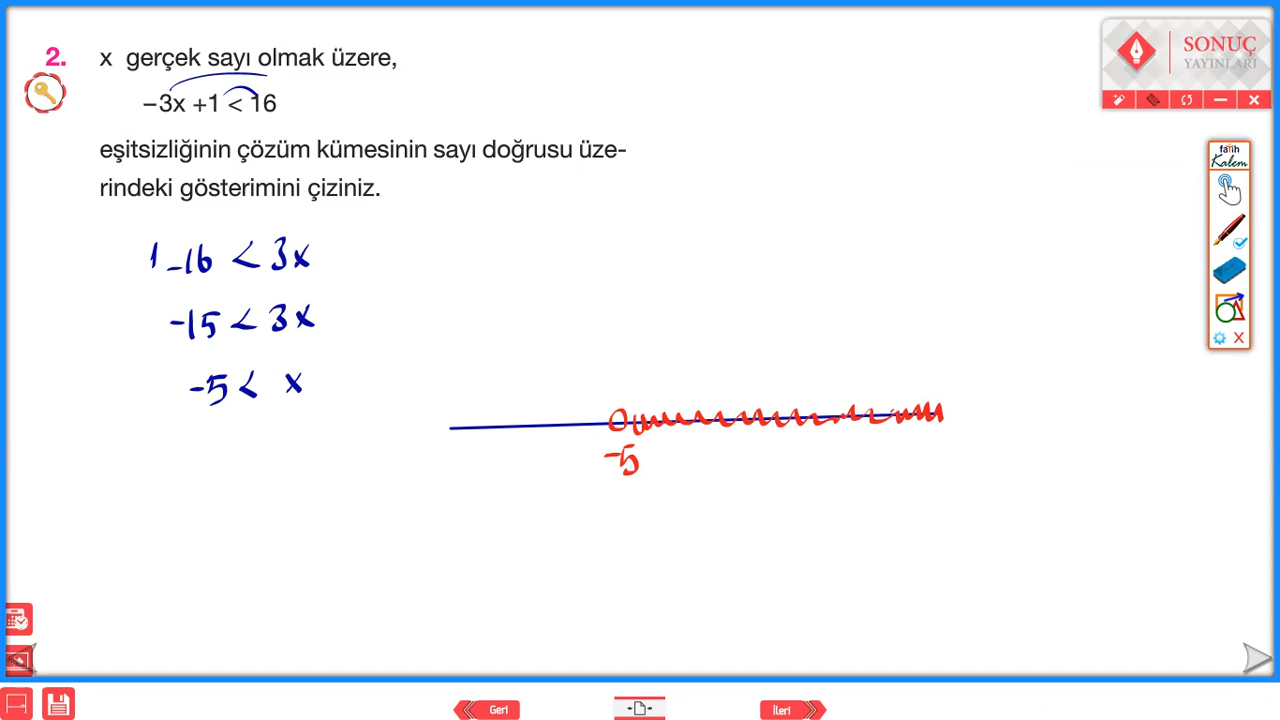 2. x gerçek sayı olmak üzere,
−3x +1 < 16
eşitsizliğinin çözüm kümesinin sayı doğrusu üze-
rindeki gösterimini çiziniz.
1 -16 < 3x
-15 < 3x
-5 < x
-5
SONUÇ
YAYINLARI
fatih
Kalem
Geri
İleri